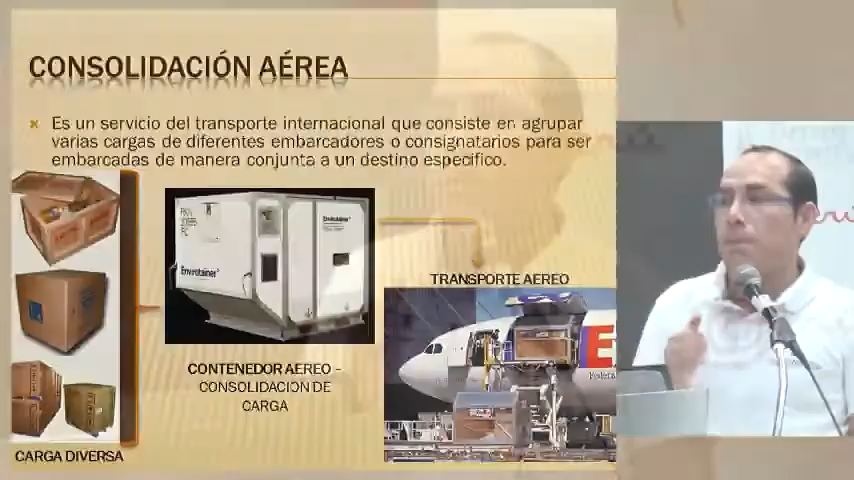 CONSOLIDACIÓN AÉREA
Es un servicio del transporte internacional que consiste en agrupar
varias cargas de diferentes embarcadores o consignatarios para ser
embarcadas de manera conjunta a un destino especifico.
Envirotainer
Envirotainer
TRANSPORTE AEREO
E
Federa
CONTENEDOR AEREO –
CONSOLIDACION DE
CARGA
CARGA DIVERSA